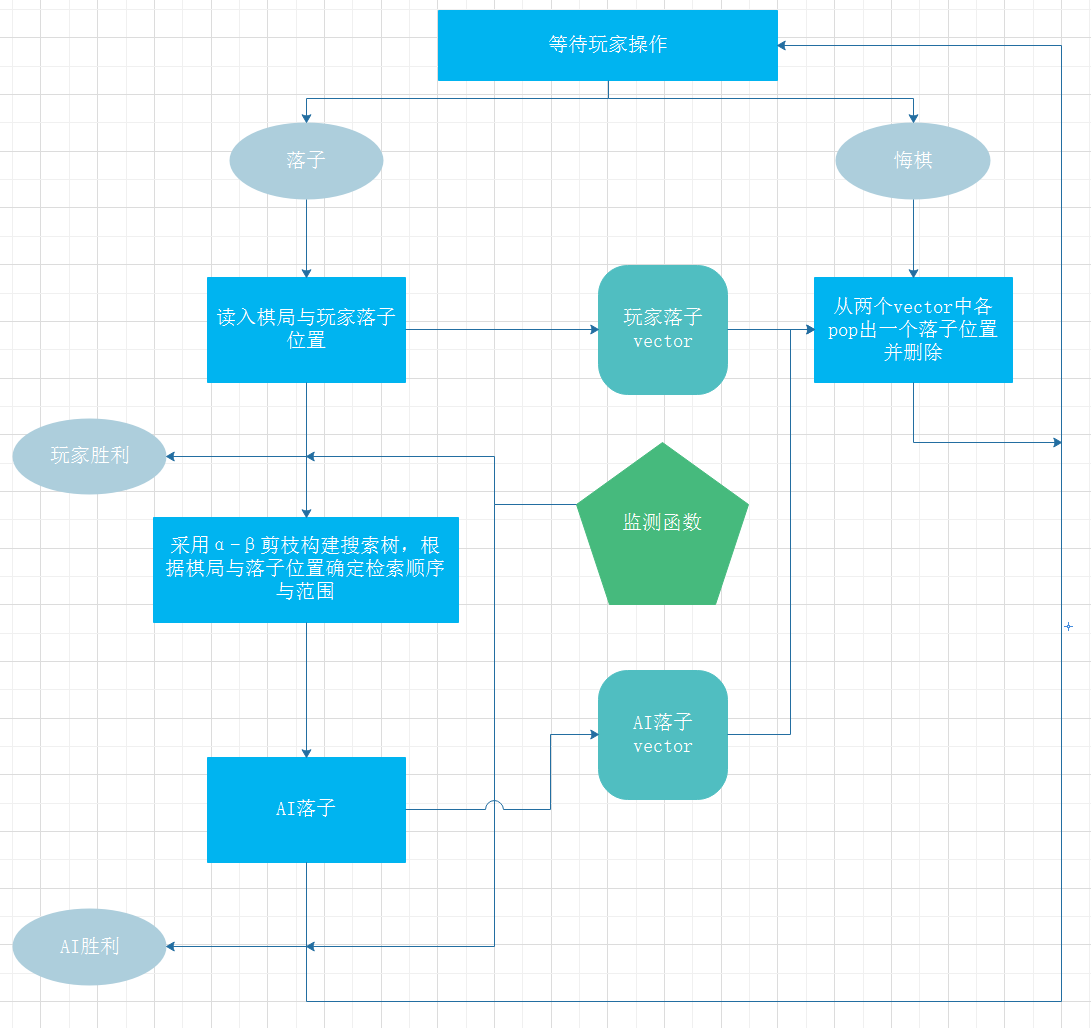 等待玩家操作
落子
悔棋
读入棋局与玩家落子
位置
玩家落子
vector
从两个vector中各
pop出一个落子位置
并删除
玩家胜利
监测函数
采用α-β剪枝构建搜索树，根
据棋局与落子位置确定检索顺序
与范围
AI落子
vector
AI落子
AI胜利